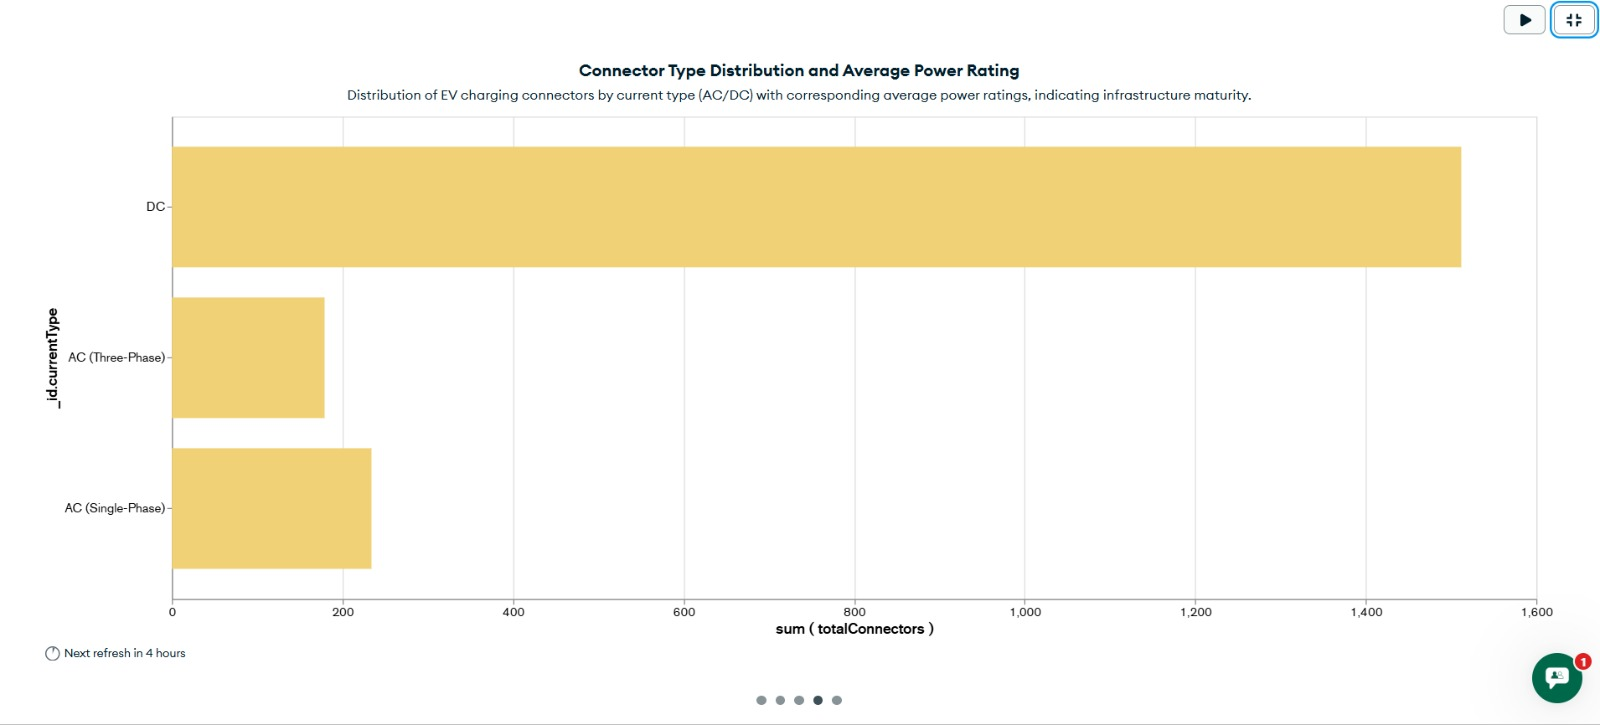 Connector Type Distribution and Average Power Rating
Distribution of EV charging connectors by current type (AC/DC) with corresponding average power ratings, indicating infrastructure maturity.
_id.currentType
DC
AC (Three-Phase)
AC (Single-Phase)
0 200 400 600 800 1,000 1,200 1,400 1,600
sum ( totalConnectors )
Next refresh in 4 hours
1